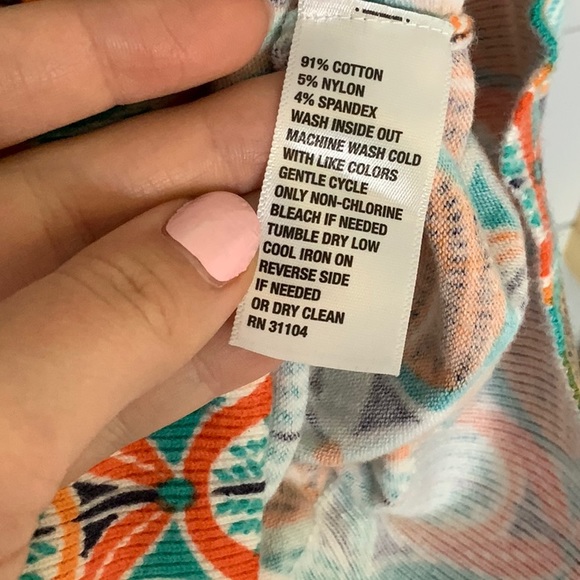 91% COTTON
5% NYLON
4% SPANDEX
WASH INSIDE OUT
MACHINE WASH COLD
WITH LIKE COLORS
GENTLE CYCLE
ONLY NON-CHLORINE
BLEACH IF NEEDED
TUMBLE DRY LOW
COOL IRON ON
REVERSE SIDE
IF NEEDED
OR DRY CLEAN
RN 31104